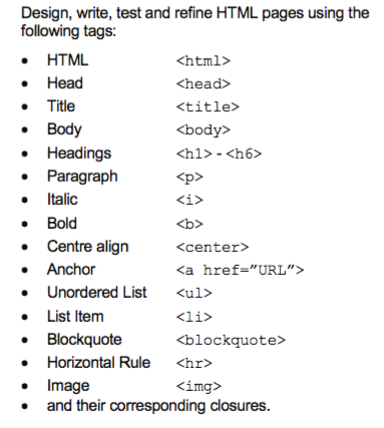 Design, write, test and refine HTML pages using the
following tags:
• HTML <html>
• Head <head>
• Title <title>
• Body <body>
• Headings <h1> - <h6>
• Paragraph <p>
• Italic <i>
• Bold <b>
• Centre align <center>
• Anchor <a href=”URL”>
• Unordered List <ul>
• List Item <li>
• Blockquote <blockquote>
• Horizontal Rule <hr>
• Image <img>
• and their corresponding closures.